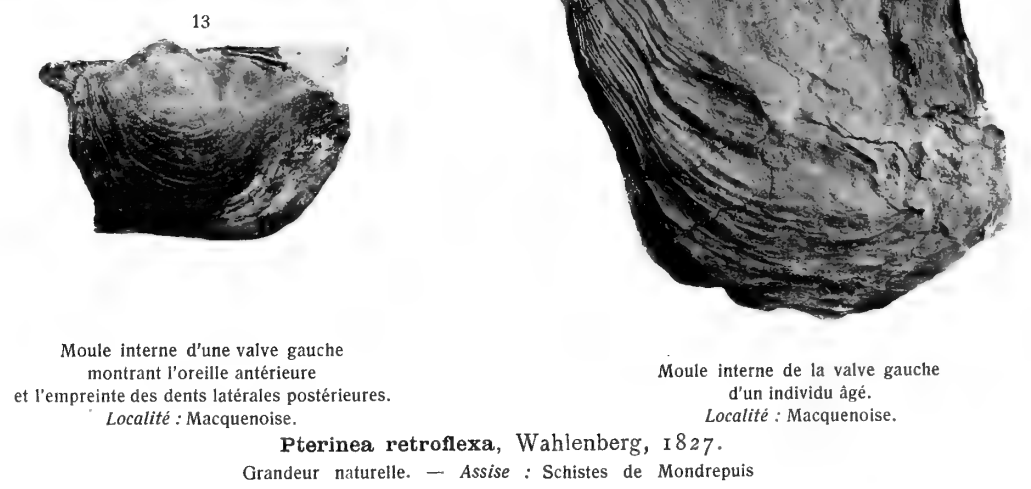 13
Moule interne d'une valve gauche
montrant l'oreille antérieure
et l'empreinte des dents latérales postérieures.
Localité : Macquenoise.
Moule interne de la valve gauche
d'un individu âgé.
Localité : Macquenoise.
Pterinea retroflexa, Wahlenberg, 1827.
Grandeur naturelle. — Assise : Schistes de Mondrepuis